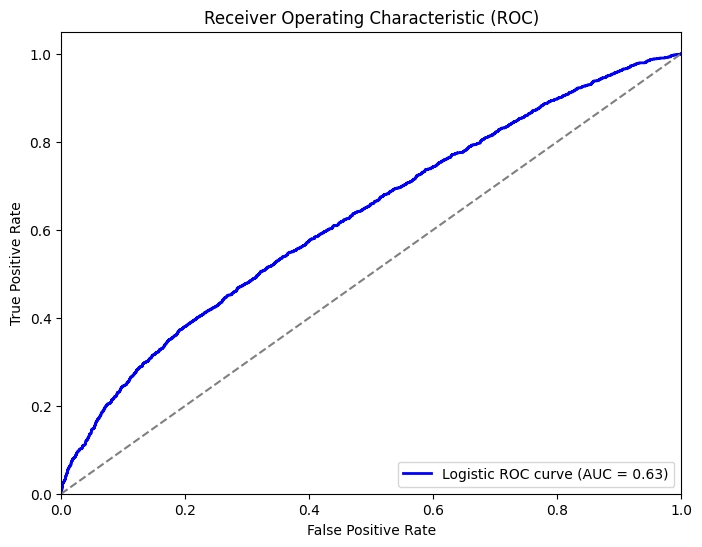 Receiver Operating Characteristic (ROC)
True Positive Rate
1.0
0.8
0.6
0.4
0.2
0.0
0.0 0.2 0.4 0.6 0.8 1.0
Logistic ROC curve (AUC = 0.63)
False Positive Rate